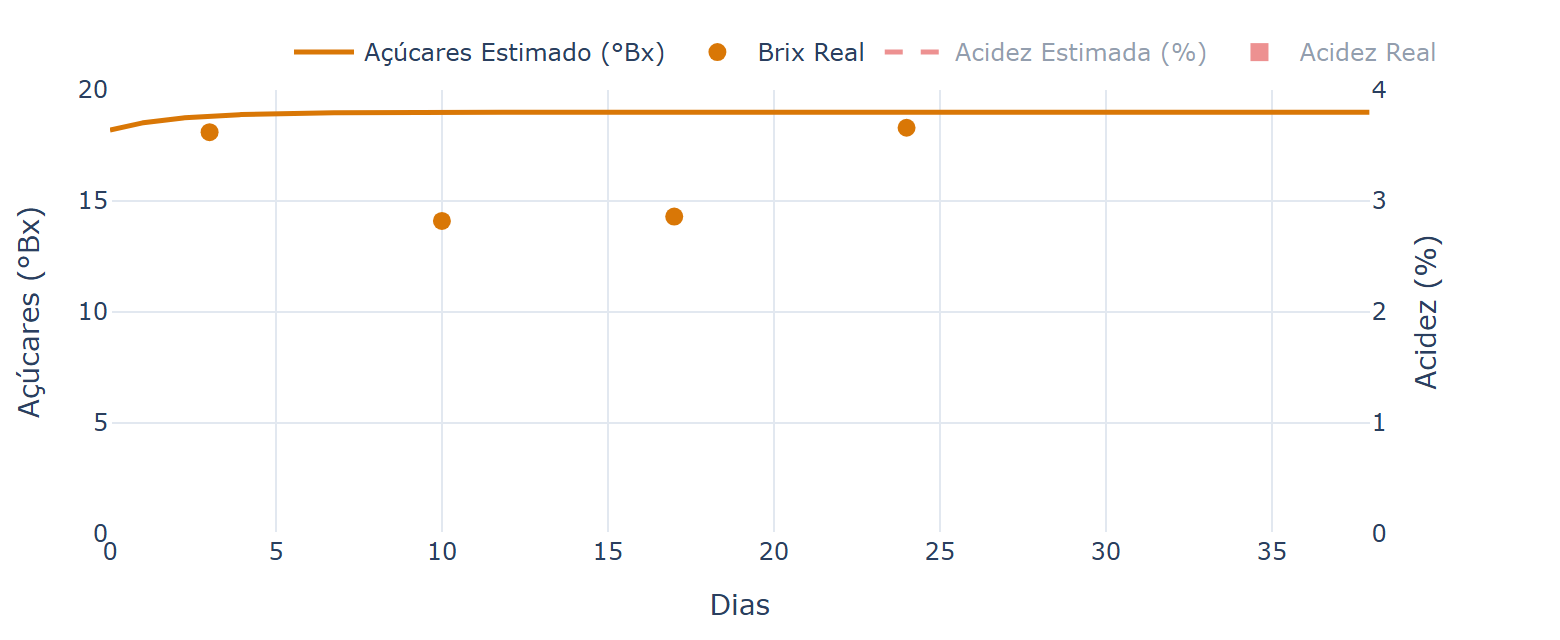 Açúcares Estimado (°Bx) Brix Real Acidez Estimada (%) Acidez Real
20 4
15 3
10 2
5 1
0 0
Açúcares (°Bx)
Acidez (%)
0 5 10 15 20 25 30 35
Dias